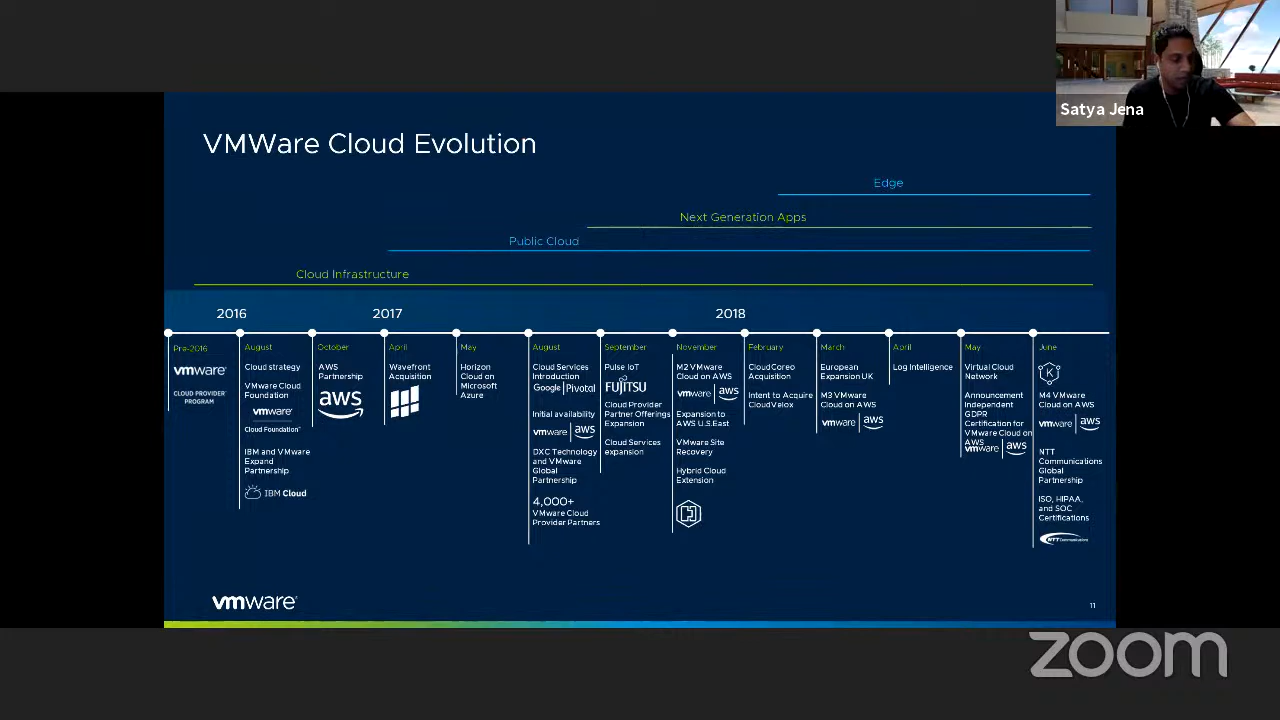 Satya Jena
VMWare Cloud Evolution
Edge
Next Generation Apps
Public Cloud
Cloud Infrastructure
2016
2017
2018
Pre-2016
vmware
CLOUD PROVIDER
PROGRAM
August
Cloud strategy
VMware Cloud
Foundation
vmware
Cloud Foundation
IBM and VMware
Expand
Partnership
IBM Cloud
October
AWS
Partnership
aws
April
Wavefront
Acquisition
May
Horizon
Cloud on
Microsoft
Azure
August
Cloud Services
Introduction
Google Pivotal
Initial availability
vmware aws
DXC Technology
and VMware
Global
Partnership
4,000+
VMware Cloud
Provider Partners
September
Pulse IoT
FUJITSU
Cloud Provider
Partner Offerings
Expansion
Cloud Services
expansion
November
M2 VMware
Cloud on AWS
vmware aws
Expansion to
AWS U.S.East
VMware Site
Recovery
Hybrid Cloud
Extension
February
CloudCoreo
Acquisition
Intent to Acquire
CloudVelox
March
European
Expansion UK
M3 VMware
Cloud on AWS
vmware aws
April
Log Intelligence
May
Virtual Cloud
Network
Announcement
Independent
GDPR
Certification for
VMware Cloud on
AWS
vmware aws
June
M4 VMware
Cloud on AWS
vmware aws
NTT
Communications
Global
Partnership
ISO, HIPAA,
and SOC
Certifications
NTT Communications
vmware
11
zoom